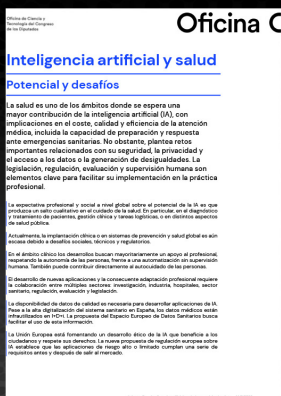 Oficina de Ciencia y
Tecnología del Congreso
de los Diputados
Oficina C
Inteligencia artificial y salud
Potencial y desafíos
La salud es uno de los ámbitos donde se espera una
mayor contribución de la inteligencia artificial (IA), con
implicaciones en el coste, calidad y eficiencia de la atención
médica, incluida la capacidad de preparación y respuesta
ante emergencias sanitarias. No obstante, plantea retos
importantes relacionados con su seguridad, la privacidad y
el acceso a los datos o la generación de desigualdades. La
legislación, regulación, evaluación y supervisión humana son
elementos clave para facilitar su implementación en la práctica
profesional.
La expectativa profesional y social a nivel global sobre el potencial de la IA es que
produzca un salto cualitativo en el cuidado de la salud. En particular, en el diagnóstico
y tratamiento de pacientes, gestión clínica y tareas logísticas, o en distintos aspectos
de salud pública.
Actualmente, la implantación clínica o en sistemas de prevención y salud global es aún
escasa debido a desafíos sociales, técnicos y regulatorios.
En el ámbito clínico los desarrollos buscan mayoritariamente un apoyo al profesional,
respetando la autonomía de las personas, frente a una automatización sin supervisión
humana. También puede contribuir directamente al autocuidado de las personas.
El desarrollo de nuevas aplicaciones y la consecuente adaptación profesional requiere
la colaboración entre múltiples sectores: investigación, industria, hospitales, sector
sanitario, regulación, evaluación y legislación.
La disponibilidad de datos de calidad es necesaria para desarrollar aplicaciones de IA.
Pese a la alta digitalización del sistema sanitario en España, los datos médicos están
infrautilizados en I+D+i. La propuesta del Espacio Europeo de Datos Sanitarios busca
facilitar el uso de esta información.
La Unión Europea está fomentando un desarrollo ético de la IA que beneficie a los
ciudadanos y respete sus derechos. La nueva propuesta de regulación europea sobre
IA establece que las aplicaciones de riesgo alto o limitado cumplan una serie de
requisitos antes y después de salir al mercado.